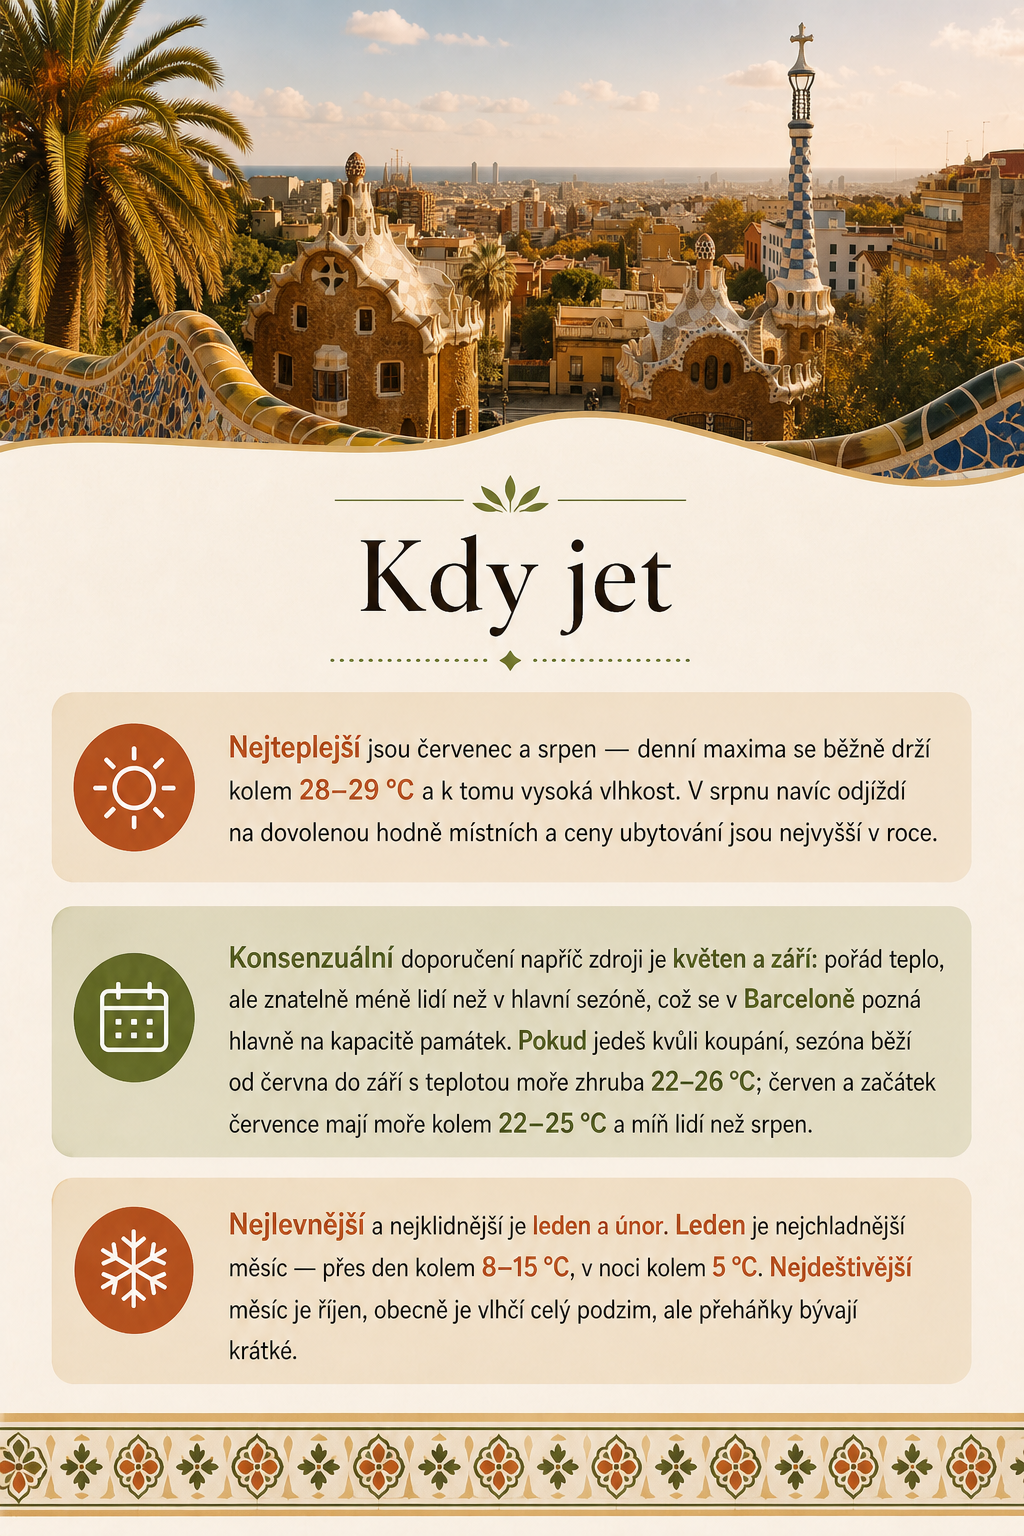 Kdy jet
Nejteplejší jsou červenec a srpen — denní maxima se běžně drží
kolem 28–29 °C a k tomu vysoká vlhkost. V srpnu navíc odjíždí
na dovolenou hodně místních a ceny ubytování jsou nejvyšší v roce.
Konsenzuální doporučení napříč zdroji je květen a září: pořád teplo,
ale znatelně méně lidí než v hlavní sezóně, což se v Barceloně pozná
hlavně na kapacitě památek. Pokud jedeš kvůli koupání, sezóna běží
od června do září s teplotou moře zhruba 22–26 °C; červen a začátek
července mají moře kolem 22–25 °C a míň lidí než srpen.
Nejlevnější a nejklidnější je leden a únor. Leden je nejchladnější
měsíc — přes den kolem 8–15 °C, v noci kolem 5 °C. Nejdeštivější
měsíc je říjen, obecně je vlhčí celý podzim, ale přeháňky bývají
krátké.